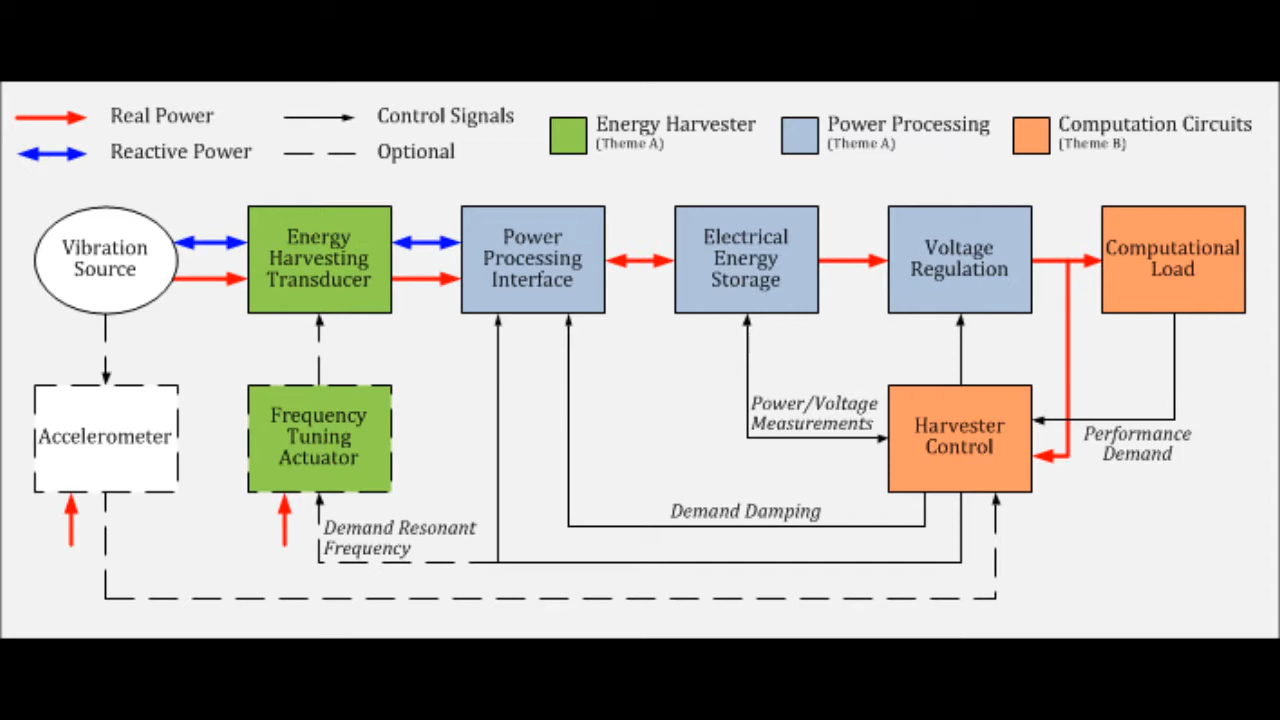 Real Power
Control Signals
Energy Harvester
(Theme A)
Power Processing
(Theme A)
Computation Circuits
(Theme B)
Reactive Power
Optional
Vibration
Source
Energy
Harvesting
Transducer
Power
Processing
Interface
Electrical
Energy
Storage
Voltage
Regulation
Computational
Load
Accelerometer
Frequency
Tuning
Actuator
Power/Voltage
Measurements
Harvester
Control
Performance
Demand
Demand Resonant
Frequency
Demand Damping